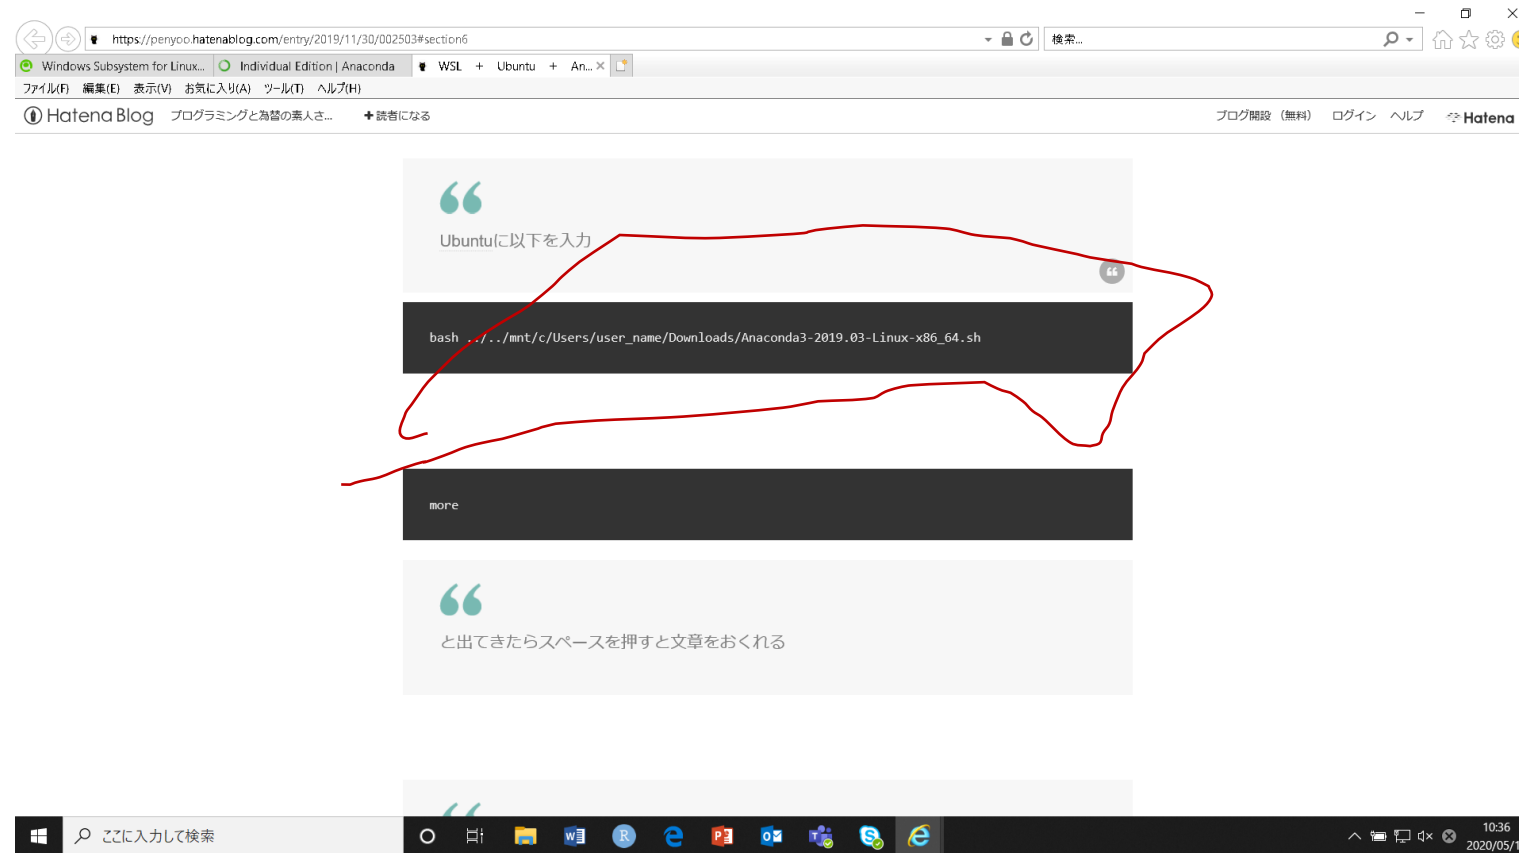 https://penyoo.hatenablog.com/entry/2019/11/30/002503#section6
検索...
Windows Subsystem for Linux...
Individual Edition | Anaconda
WSL + Ubuntu + An...
ファイル(F) 編集(E) 表示(V) お気に入り(A) ツール(T) ヘルプ(H)
Hatena Blog プログラミングと為替の素人さ... 読者になる ブログ開設（無料） ログイン ヘルプ Hatena
Ubuntuに以下を入力
bash ../../mnt/c/Users/user_name/Downloads/Anaconda3-2019.03-Linux-x86_64.sh
more
と出てきたらスペースを押すと文章をおくれる
ここに入力して検索
10:36
2020/05/1